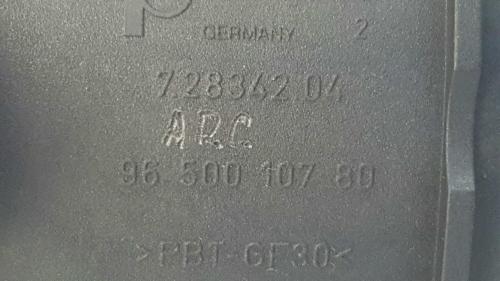 GERMANY 2
7.28342.04
ARC
96 500 107 80
>PBT-GF30<